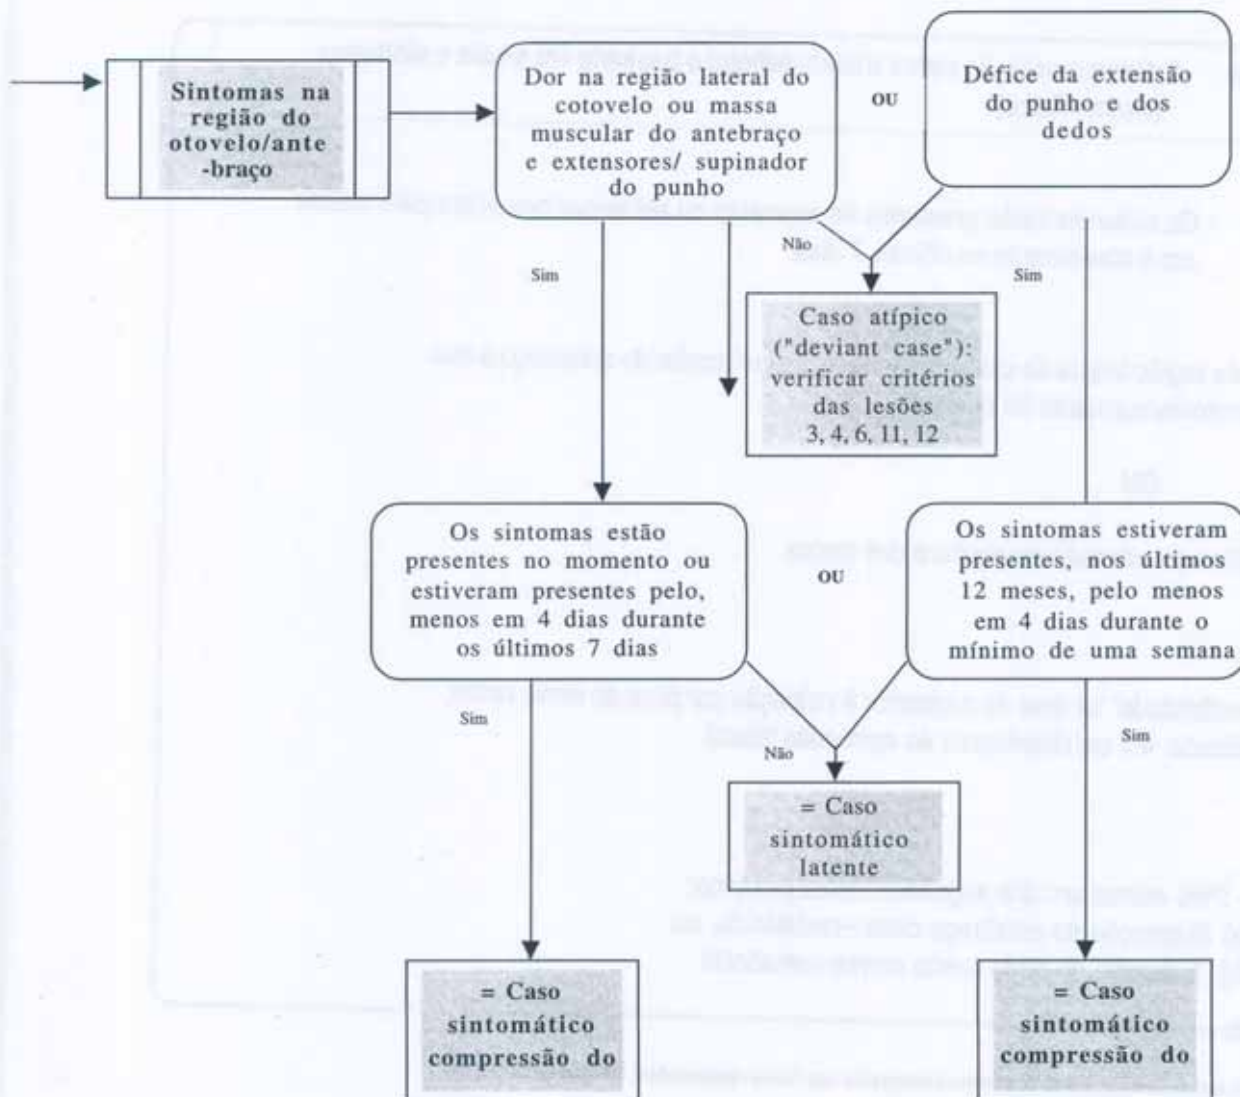 Sintomas na
região do
otovelo/ante
-braço
Dor na região lateral do
cotovelo ou massa
muscular do antebraço
e extensores/ supinador
do punho
OU
Défice da extensão
do punho e dos
dedos
Sim
Não
Sim
Caso atípico
("deviant case"):
verificar critérios
das lesões
3, 4, 6, 11, 12
Os sintomas estão
presentes no momento ou
estiveram presentes pelo,
menos em 4 dias durante
os últimos 7 dias
OU
Os sintomas estiveram
presentes, nos últimos
12 meses, pelo menos
em 4 dias durante o
mínimo de uma semana
Sim
Não
Sim
= Caso
sintomático
latente
= Caso
sintomático
compressão do
= Caso
sintomático
compressão do